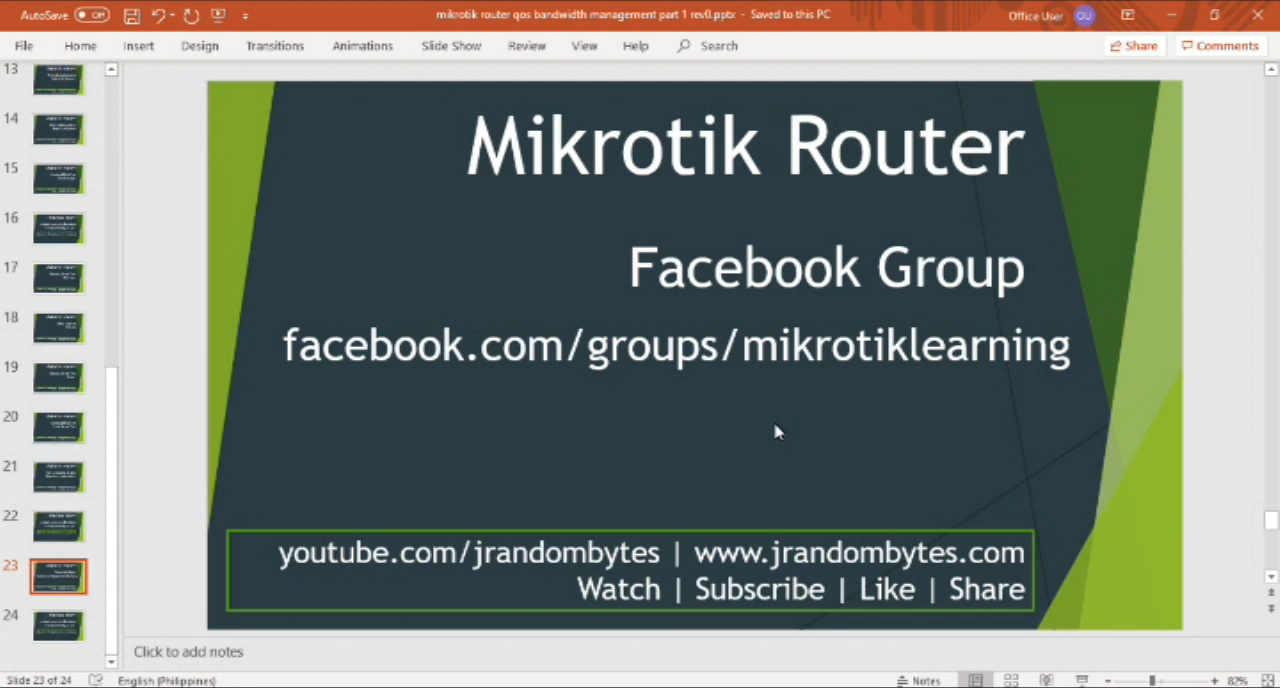 AutoSave Off mikrotik router qos bandwidth management part 1 rev0.pptx - Saved to this PC Office User OU
File Home Insert Design Transitions Animations Slide Show Review View Help Search Share Comments
13
14
15
16
17
18
19
20
21
22
23
24
Mikrotik Router
Facebook Group
facebook.com/groups/mikrotiklearning
youtube.com/jrandombytes | www.jrandombytes.com
Watch | Subscribe | Like | Share
Click to add notes
Slide 23 of 24 English (Philippines) Notes - + 82%